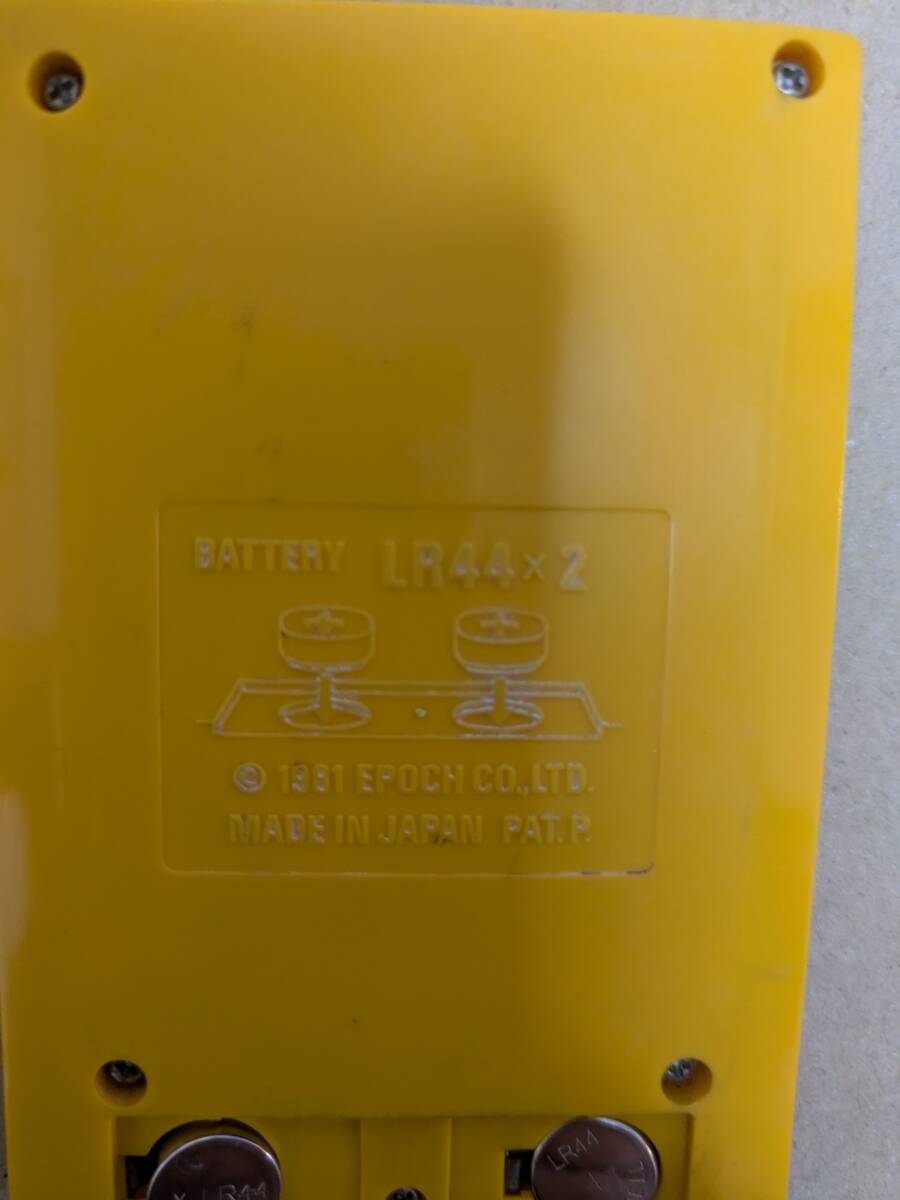 BATTERY LR44×2
+ +
© 1981 EPOCH CO.,LTD.
MADE IN JAPAN PAT. P.
LR44
LR44